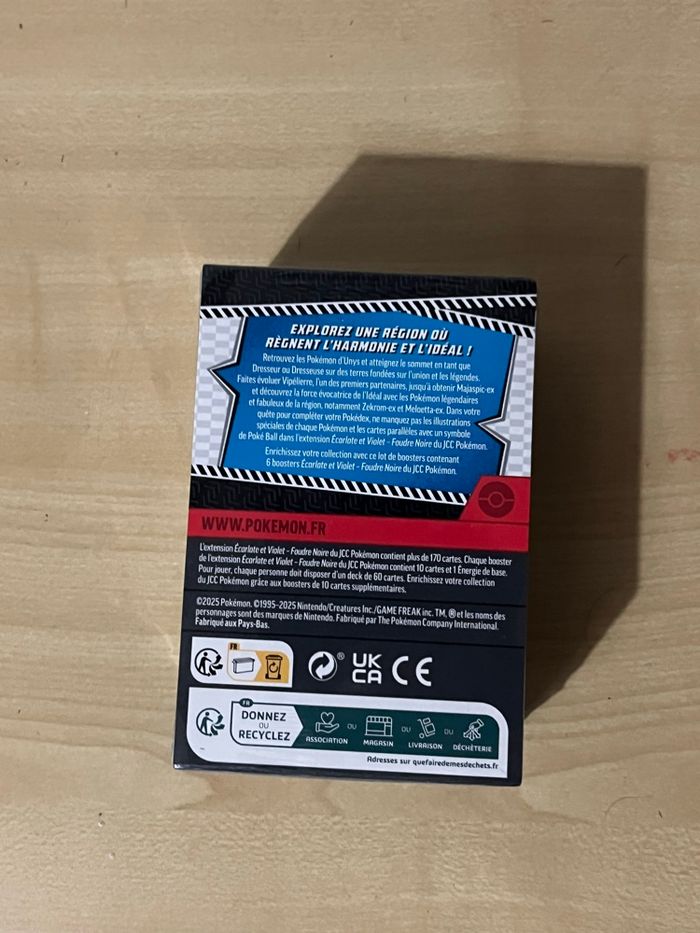 EXPLOREZ UNE RÉGION OÙ
RÈGNENT L'HARMONIE ET L'IDÉAL !
Retrouvez les Pokémon d'Unys et atteignez le sommet en tant que
Dresseur ou Dresseuse sur des terres fondées sur l'union et les légendes.
Faites évoluer Vipélierre, l'un des premiers partenaires, jusqu'à obtenir Majaspic-ex
et découvrez la force évocatrice de l'Idéal avec les Pokémon légendaires
et fabuleux de la région, notamment Zekrom-ex et Meloetta-ex. Dans votre
quête pour compléter votre Pokédex, ne manquez pas les illustrations
spéciales de chaque Pokémon et les cartes parallèles avec un symbole
de Poké Ball dans l'extension Écarlate et Violet – Foudre Noire du JCC Pokémon.
Enrichissez votre collection avec ce lot de boosters contenant
6 boosters Écarlate et Violet – Foudre Noire du JCC Pokémon.
WWW.POKEMON.FR
L'extension Écarlate et Violet – Foudre Noire du JCC Pokémon contient plus de 170 cartes. Chaque booster
de l'extension Écarlate et Violet – Foudre Noire du JCC Pokémon contient 10 cartes et 1 Énergie de base.
Pour jouer, chaque personne doit disposer d'un deck de 60 cartes. Enrichissez votre collection
du JCC Pokémon grâce aux boosters de 10 cartes supplémentaires.
©2025 Pokémon. ©1995-2025 Nintendo/Creatures Inc./GAME FREAK inc. TM, ® et les noms des
personnages sont des marques de Nintendo. Fabriqué par The Pokémon Company International.
Fabriqué aux Pays-Bas.
FR
® UK
CA CE
FR
DONNEZ
OU
RECYCLEZ
ASSOCIATION OU MAGASIN OU LIVRAISON OU DÉCHÈTERIE
Adresses sur quefairedemesdechets.fr